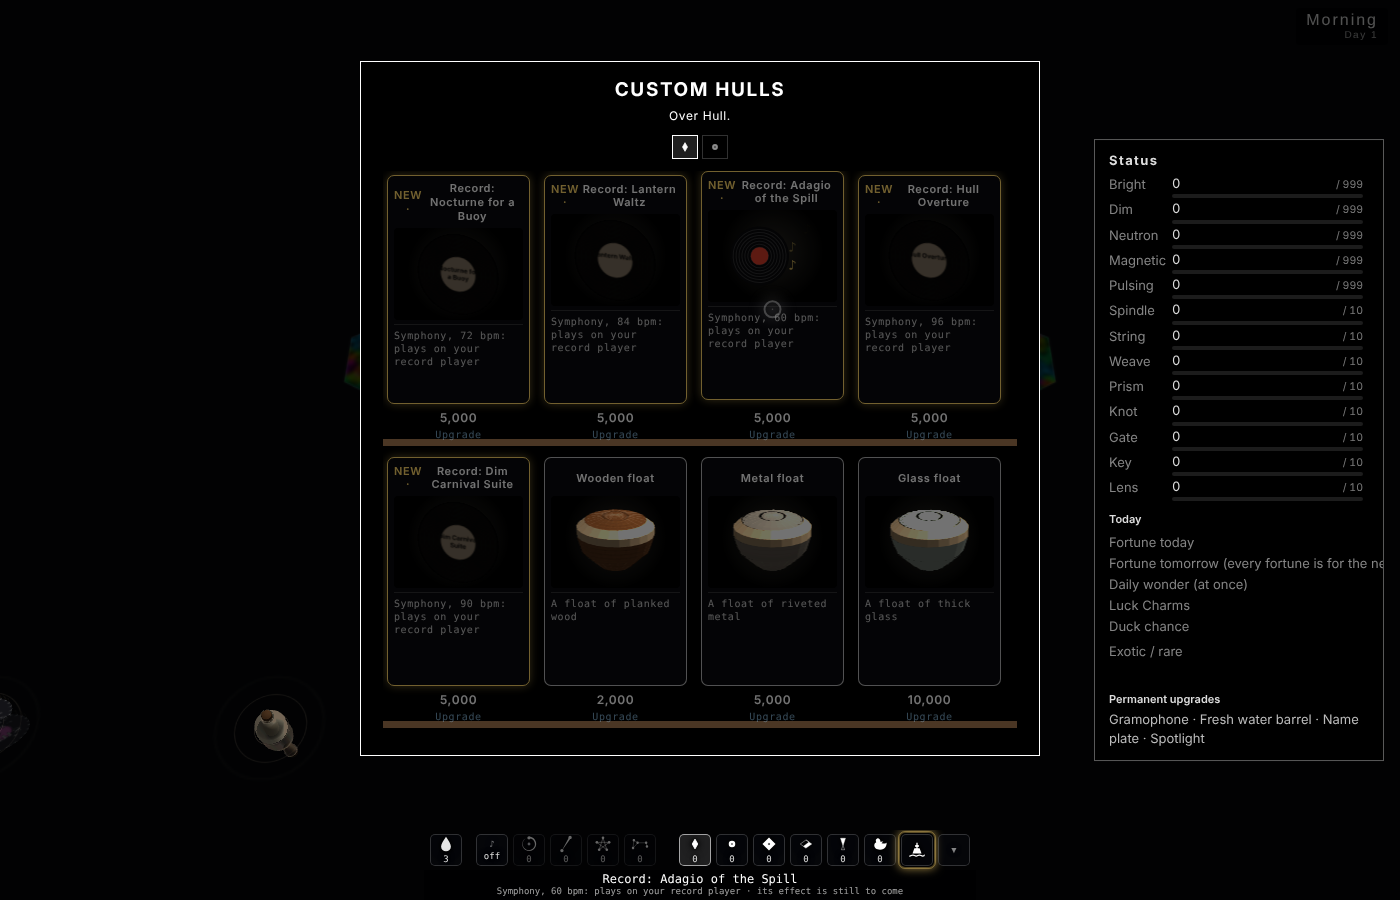 Morning
Day 1
CUSTOM HULLS
Over Hull.
NEW · Record: Nocturne for a Buoy
Symphony, 72 bpm:
plays on your
record player
5,000
Upgrade
NEW · Record: Lantern Waltz
Symphony, 84 bpm:
plays on your
record player
5,000
Upgrade
NEW · Record: Adagio of the Spill
Symphony, 60 bpm:
plays on your
record player
5,000
Upgrade
NEW · Record: Hull Overture
Symphony, 96 bpm:
plays on your
record player
5,000
Upgrade
NEW · Record: Dim Carnival Suite
Symphony, 90 bpm:
plays on your
record player
5,000
Upgrade
Wooden float
A float of planked
wood
2,000
Upgrade
Metal float
A float of riveted
metal
5,000
Upgrade
Glass float
A float of thick
glass
10,000
Upgrade
Status
Bright 0 / 999
Dim 0 / 999
Neutron 0 / 999
Magnetic 0 / 999
Pulsing 0 / 999
Spindle 0 / 10
String 0 / 10
Weave 0 / 10
Prism 0 / 10
Knot 0 / 10
Gate 0 / 10
Key 0 / 10
Lens 0 / 10
Today
Fortune today
Fortune tomorrow (every fortune is for the ne
Daily wonder (at once)
Luck Charms
Duck chance
Exotic / rare
Permanent upgrades
Gramophone · Fresh water barrel · Name
plate · Spotlight
3 off 0 0 0 0 0 0 0 0 0 0
Record: Adagio of the Spill
Symphony, 60 bpm: plays on your record player · its effect is still to come